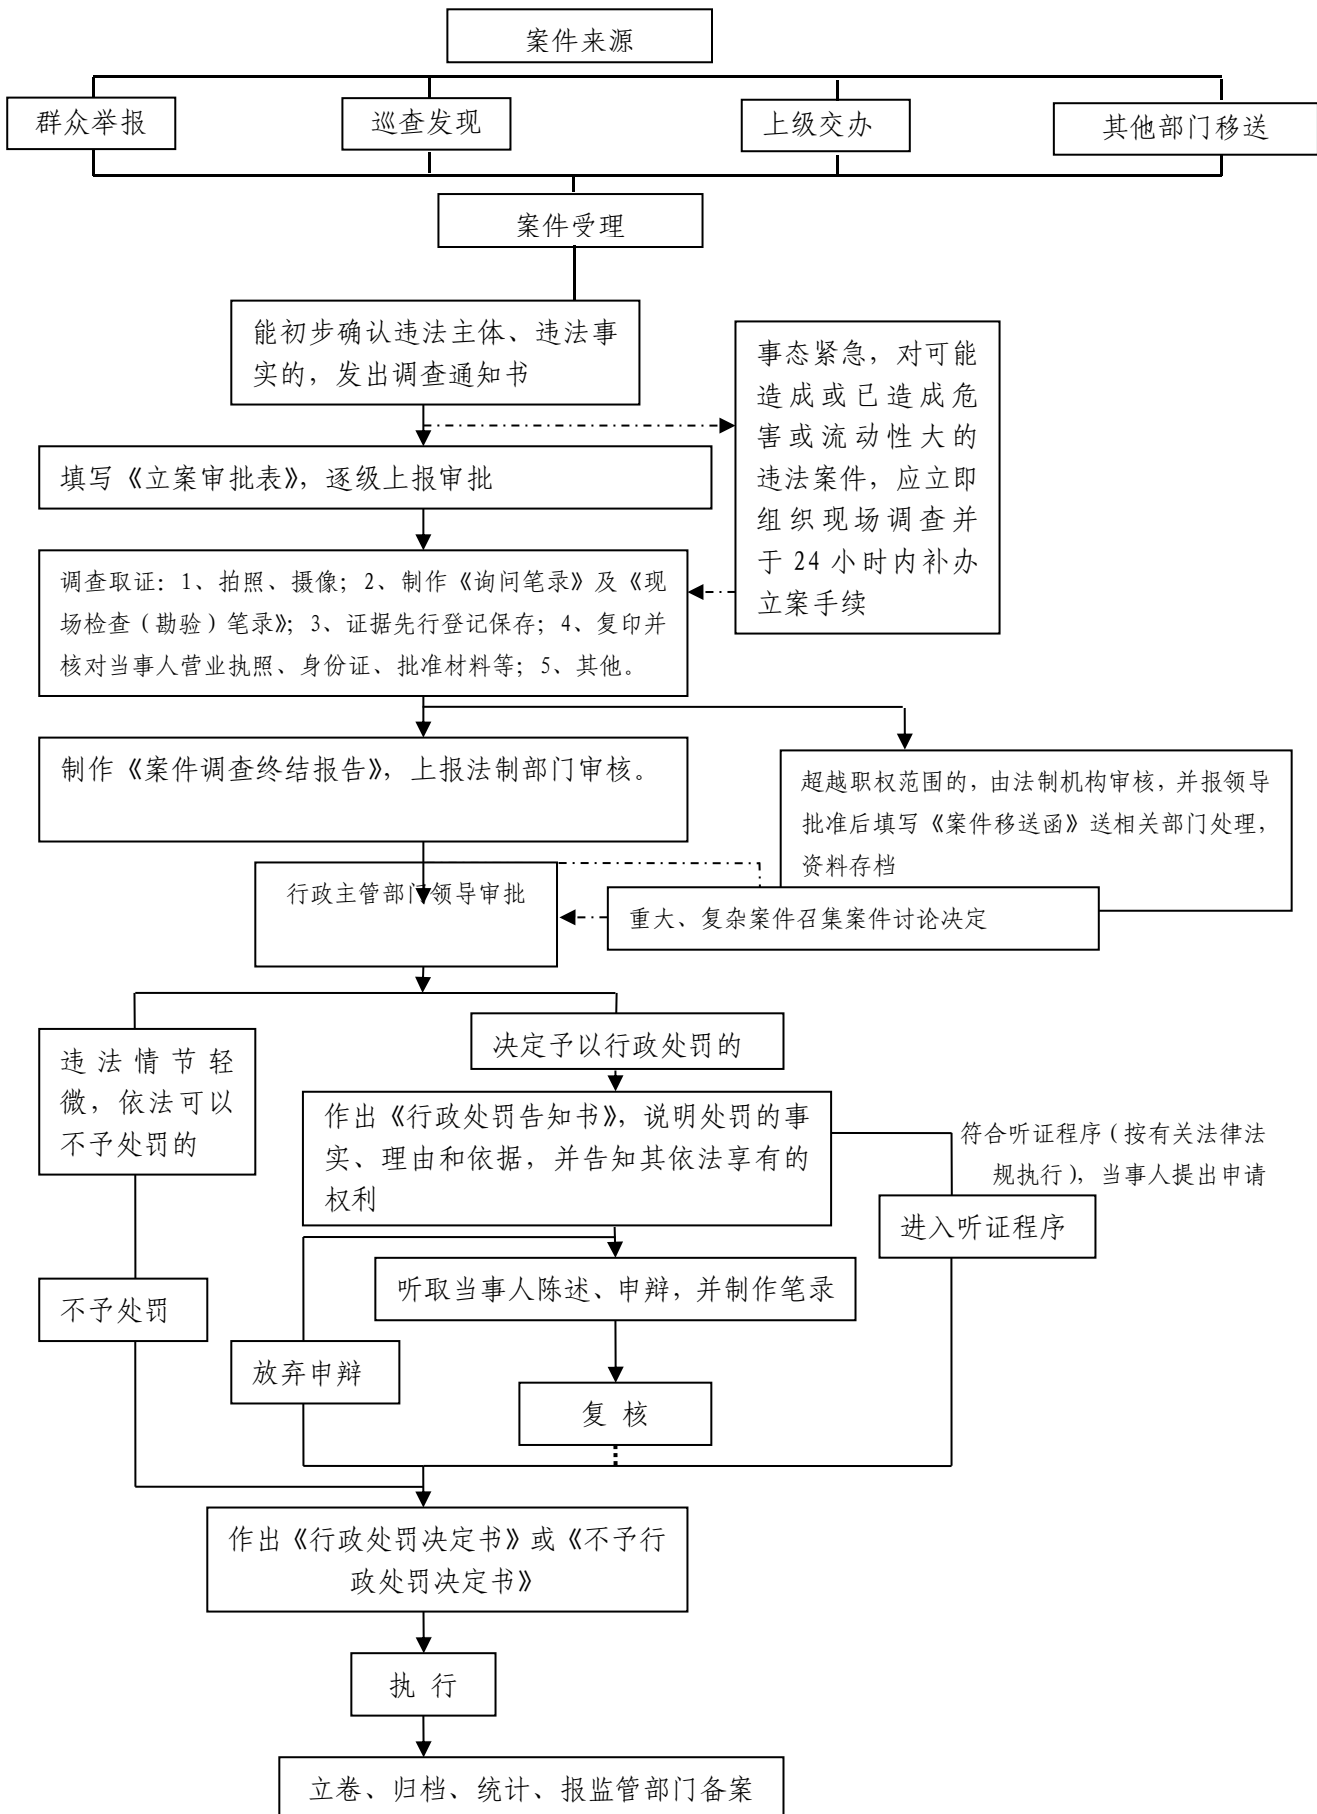 案件来源
群众举报
巡查发现
上级交办
其他部门移送
案件受理
能初步确认违法主体、违法事
实的，发出调查通知书
事态紧急，对可能
造成或已造成危
害或流动性大的
违法案件，应立即
组织现场调查并
于 24 小时内补办
立案手续
填写《立案审批表》，逐级上报审批
调查取证：1、拍照、摄像；2、制作《询问笔录》及《现
场检查（勘验）笔录》；3、证据先行登记保存；4、复印并
核对当事人营业执照、身份证、批准材料等；5、其他。
制作《案件调查终结报告》，上报法制部门审核。
超越职权范围的，由法制机构审核，并报领导
批准后填写《案件移送函》送相关部门处理，
资料存档
行政主管部门领导审批
重大、复杂案件召集案件讨论决定
违法情节轻
微，依法可以
不予处罚的
决定予以行政处罚的
作出《行政处罚告知书》，说明处罚的事
实、理由和依据，并告知其依法享有的
权利
符合听证程序（按有关法律法
规执行），当事人提出申请
进入听证程序
听取当事人陈述、申辩，并制作笔录
不予处罚
放弃申辩
复 核
作出《行政处罚决定书》或《不予行
政处罚决定书》
执 行
立卷、归档、统计、报监管部门备案